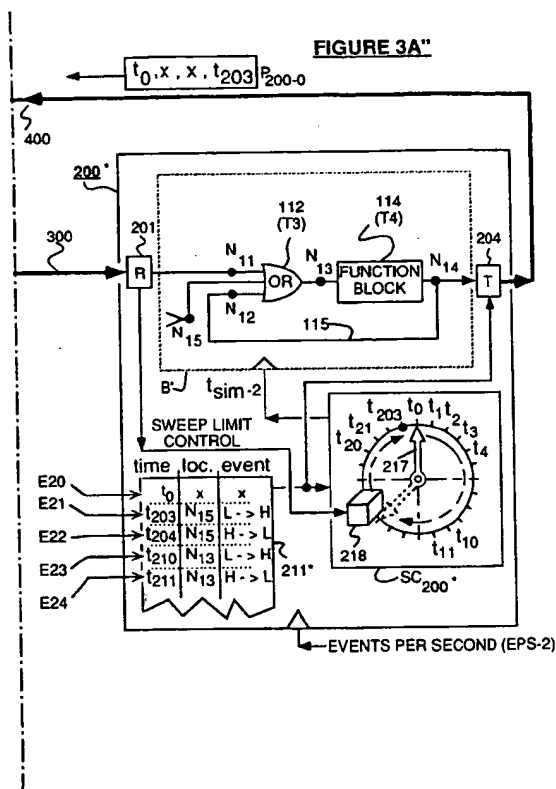 FIGURE 3A"
t0, x, x, t203 P200-0
400
200*
201
300
R
N11
112
(T3)
OR
N13
114
(T4)
FUNCTION
BLOCK
N14
204
T
N12
N15
115
B*
tsim-2
SWEEP LIMIT
CONTROL
time loc. event
E20
t0 x x
E21
t203 N15 L -> H
E22
t204 N15 H -> L
E23
t210 N13 L -> H
E24
t211 N13 H -> L
211*
t20
t21
t203
t0
t1
t2
t3
t4
t10
t11
217
218
SC200*
EVENTS PER SECOND (EPS-2)